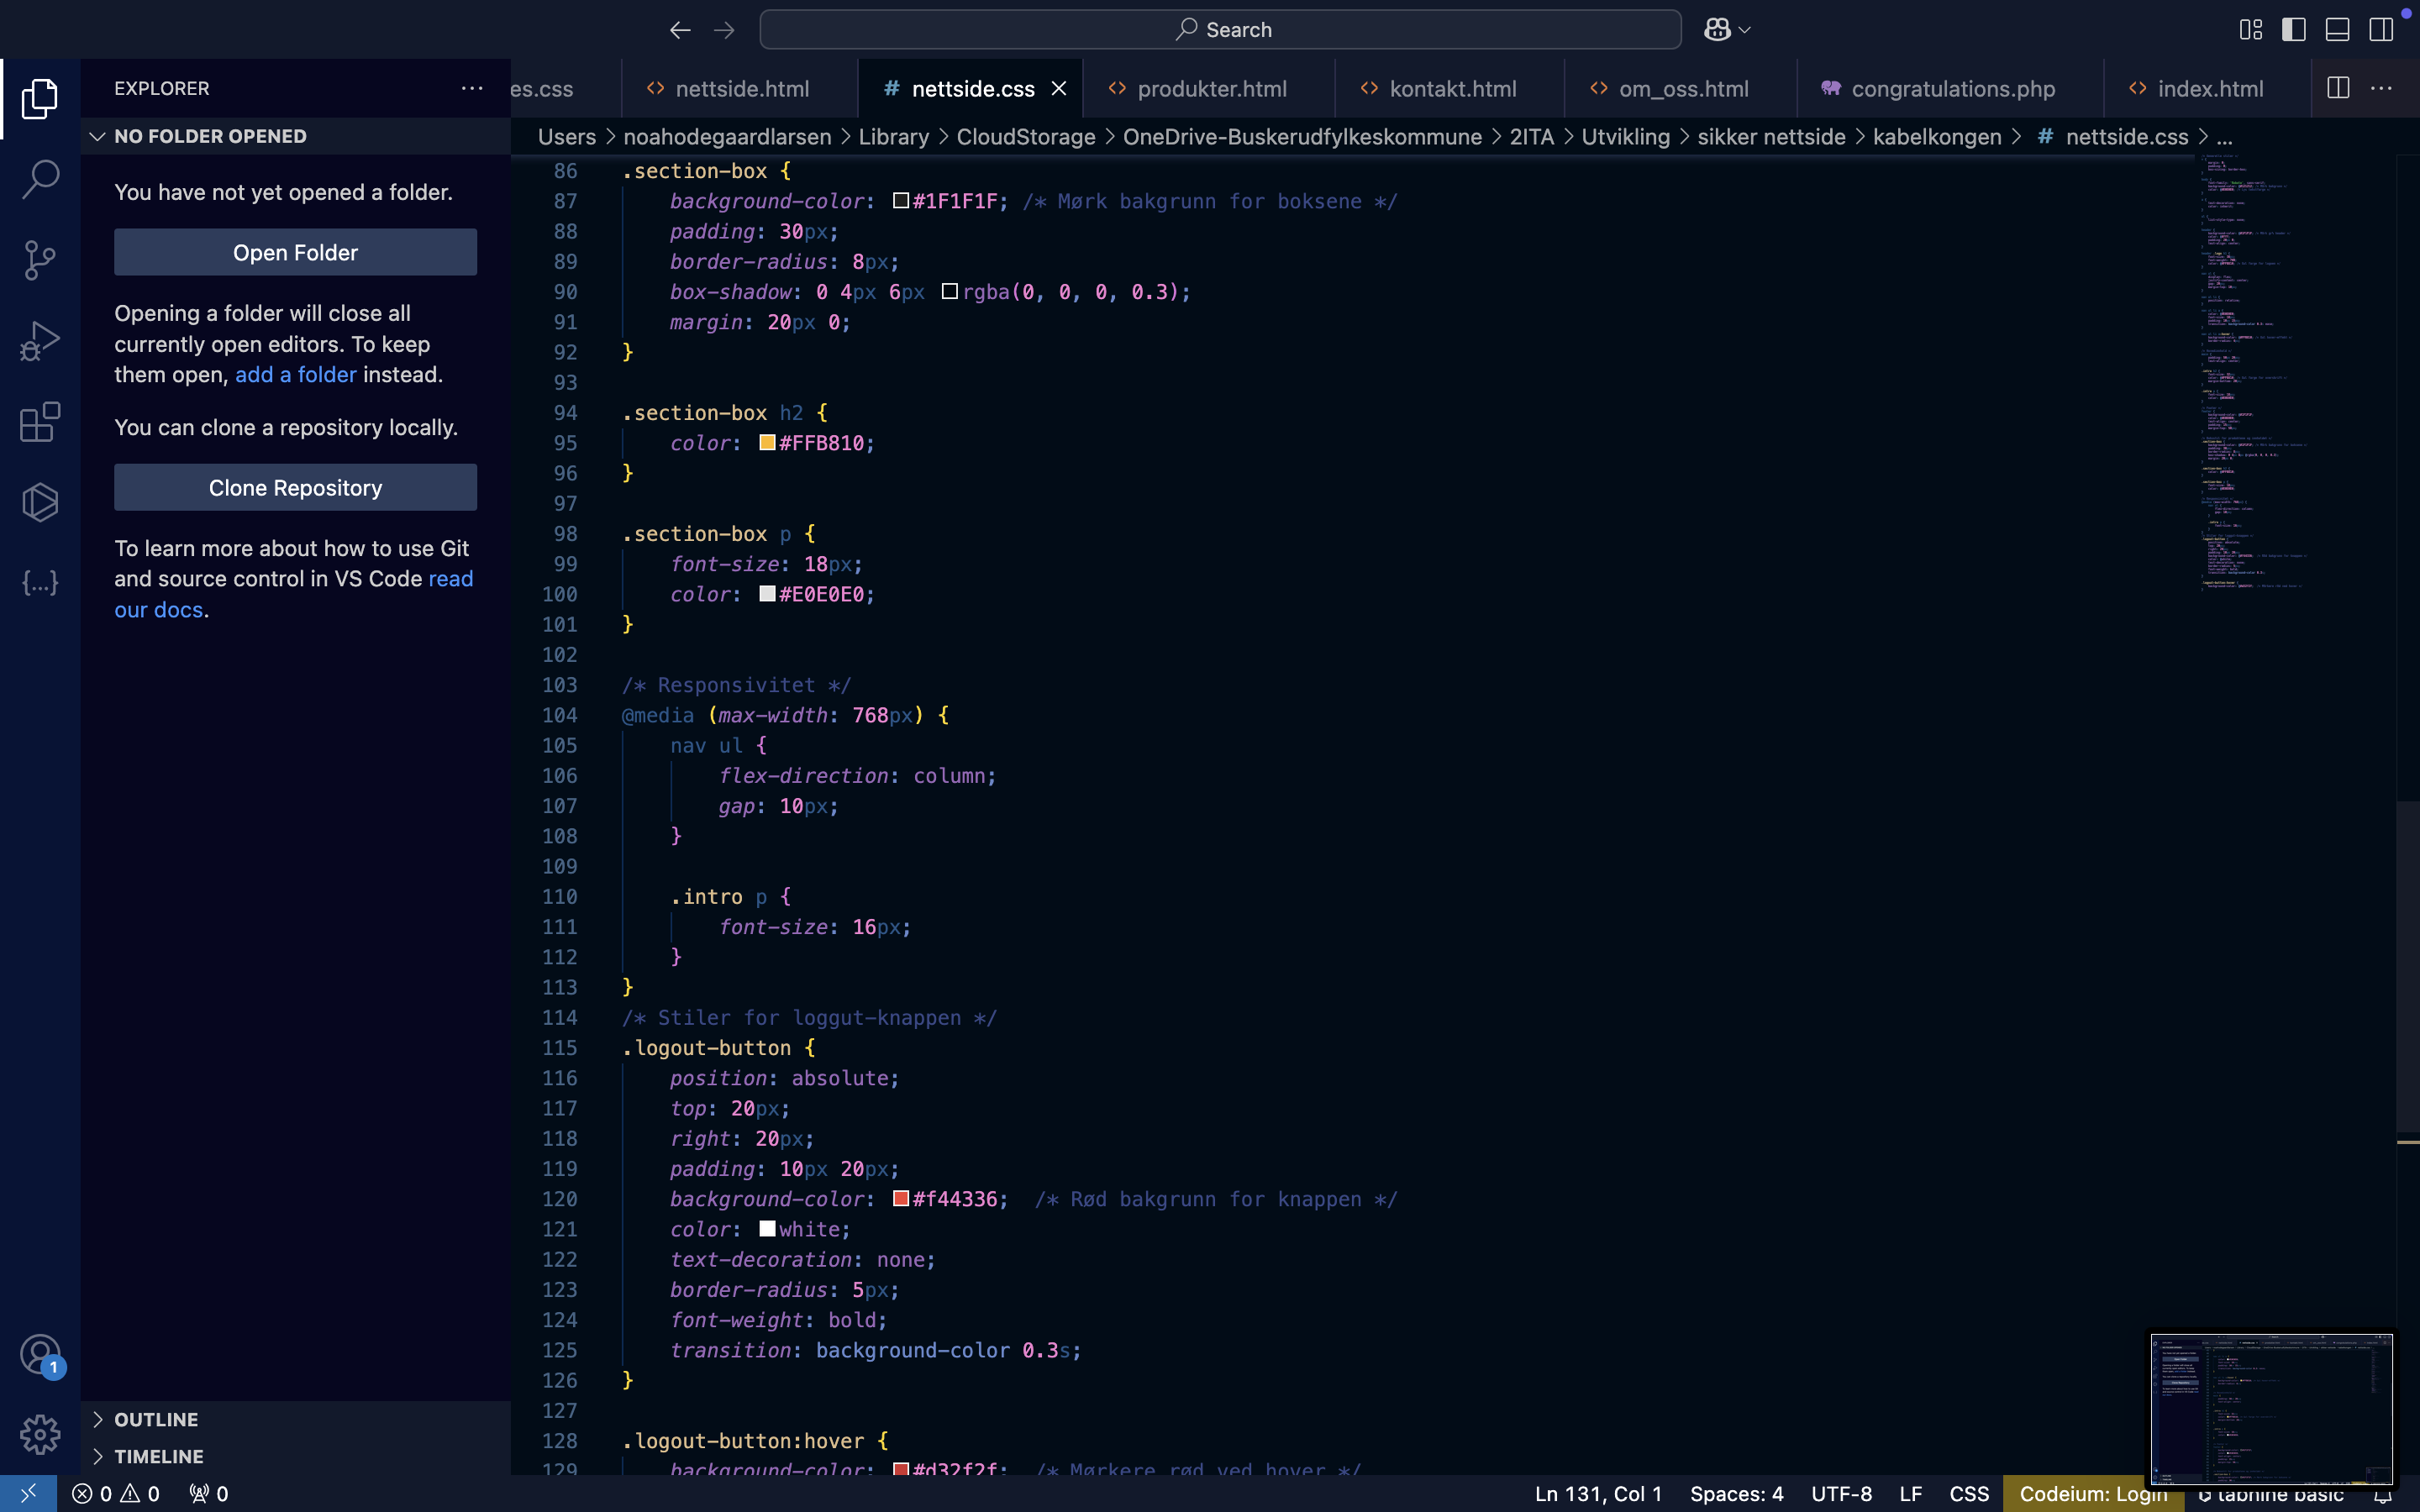 Search
EXPLORER
es.css
nettside.html
nettside.css
produkter.html
kontakt.html
om_oss.html
congratulations.php
index.html
NO FOLDER OPENED
Users > noahodegaardlarsen > Library > CloudStorage > OneDrive-Buskerudfylkeskommune > 2ITA > Utvikling > sikker nettside > kabelkongen > # nettside.css > ...
You have not yet opened a folder.
Open Folder
Opening a folder will close all
currently open editors. To keep
them open, add a folder instead.
You can clone a repository locally.
Clone Repository
To learn more about how to use Git
and source control in VS Code read
our docs.
86 .section-box {
87     background-color: #1F1F1F; /* Mørk bakgrunn for boksene */
88     padding: 30px;
89     border-radius: 8px;
90     box-shadow: 0 4px 6px rgba(0, 0, 0, 0.3);
91     margin: 20px 0;
92 }
93
94 .section-box h2 {
95     color: #FFB810;
96 }
97
98 .section-box p {
99     font-size: 18px;
100     color: #E0E0E0;
101 }
102
103 /* Responsivitet */
104 @media (max-width: 768px) {
105     nav ul {
106         flex-direction: column;
107         gap: 10px;
108     }
109
110     .intro p {
111         font-size: 16px;
112     }
113 }
114 /* Stiler for loggut-knappen */
115 .logout-button {
116     position: absolute;
117     top: 20px;
118     right: 20px;
119     padding: 10px 20px;
120     background-color: #f44336;  /* Rød bakgrunn for knappen */
121     color: white;
122     text-decoration: none;
123     border-radius: 5px;
124     font-weight: bold;
125     transition: background-color 0.3s;
126 }
127
128 .logout-button:hover {
129     background-color: #d32f2f;  /* Mørkere rød ved hover */
1
OUTLINE
TIMELINE
0 0 0
Ln 131, Col 1
Spaces: 4
UTF-8
LF
CSS
Codeium: Login
tabnine basic